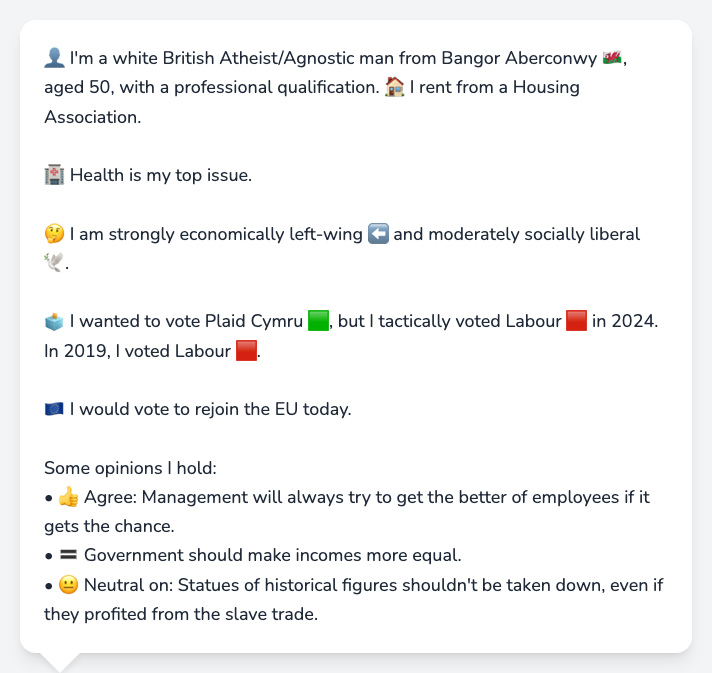 👤 I'm a white British Atheist/Agnostic man from Bangor Aberconwy 🏴󠁧󠁢󠁷󠁬󠁳󠁿,
aged 50, with a professional qualification. 🏠 I rent from a Housing
Association.
🏥 Health is my top issue.
🤔 I am strongly economically left-wing ⬅️ and moderately socially liberal
🕊️.
🗳️ I wanted to vote Plaid Cymru 🟩, but I tactically voted Labour 🟥 in 2024.
In 2019, I voted Labour 🟥.
🇪🇺 I would vote to rejoin the EU today.
Some opinions I hold:
• 👍 Agree: Management will always try to get the better of employees if it
gets the chance.
• 🟰 Government should make incomes more equal.
• 😐 Neutral on: Statues of historical figures shouldn't be taken down, even if
they profited from the slave trade.